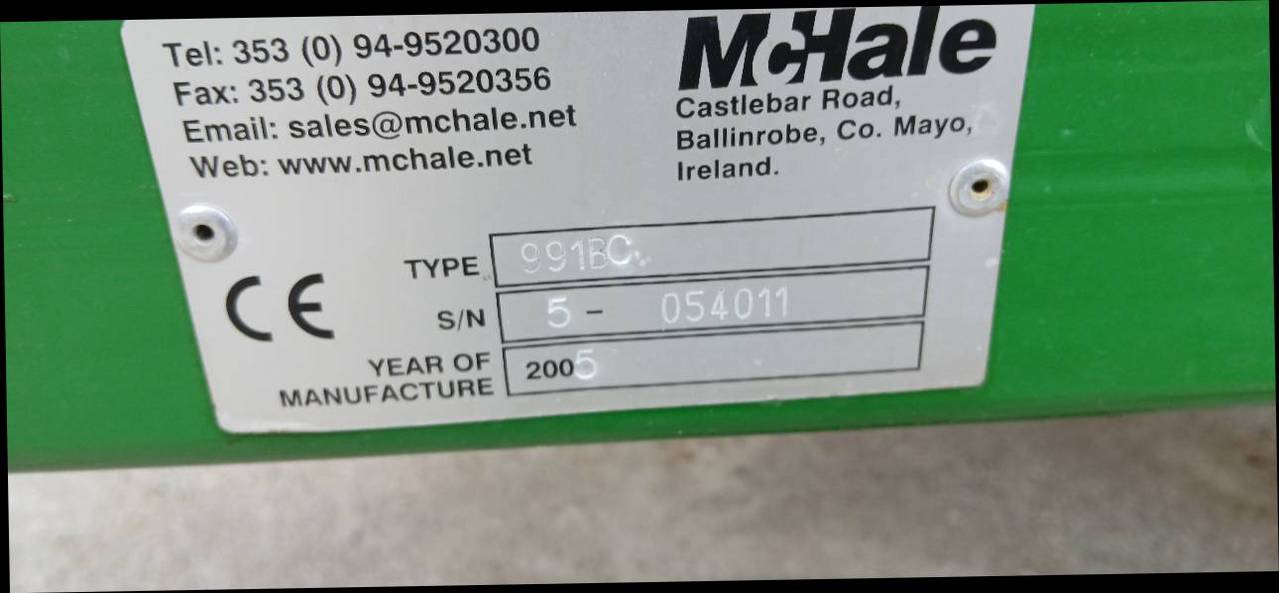 Tel: 353 (0) 94-9520300
Fax: 353 (0) 94-9520356
Email: sales@mchale.net
Web: www.mchale.net
McHale
Castlebar Road,
Ballinrobe, Co. Mayo,
Ireland.
CE
TYPE 991BC
S/N 5 - 054011
YEAR OF
MANUFACTURE 2005